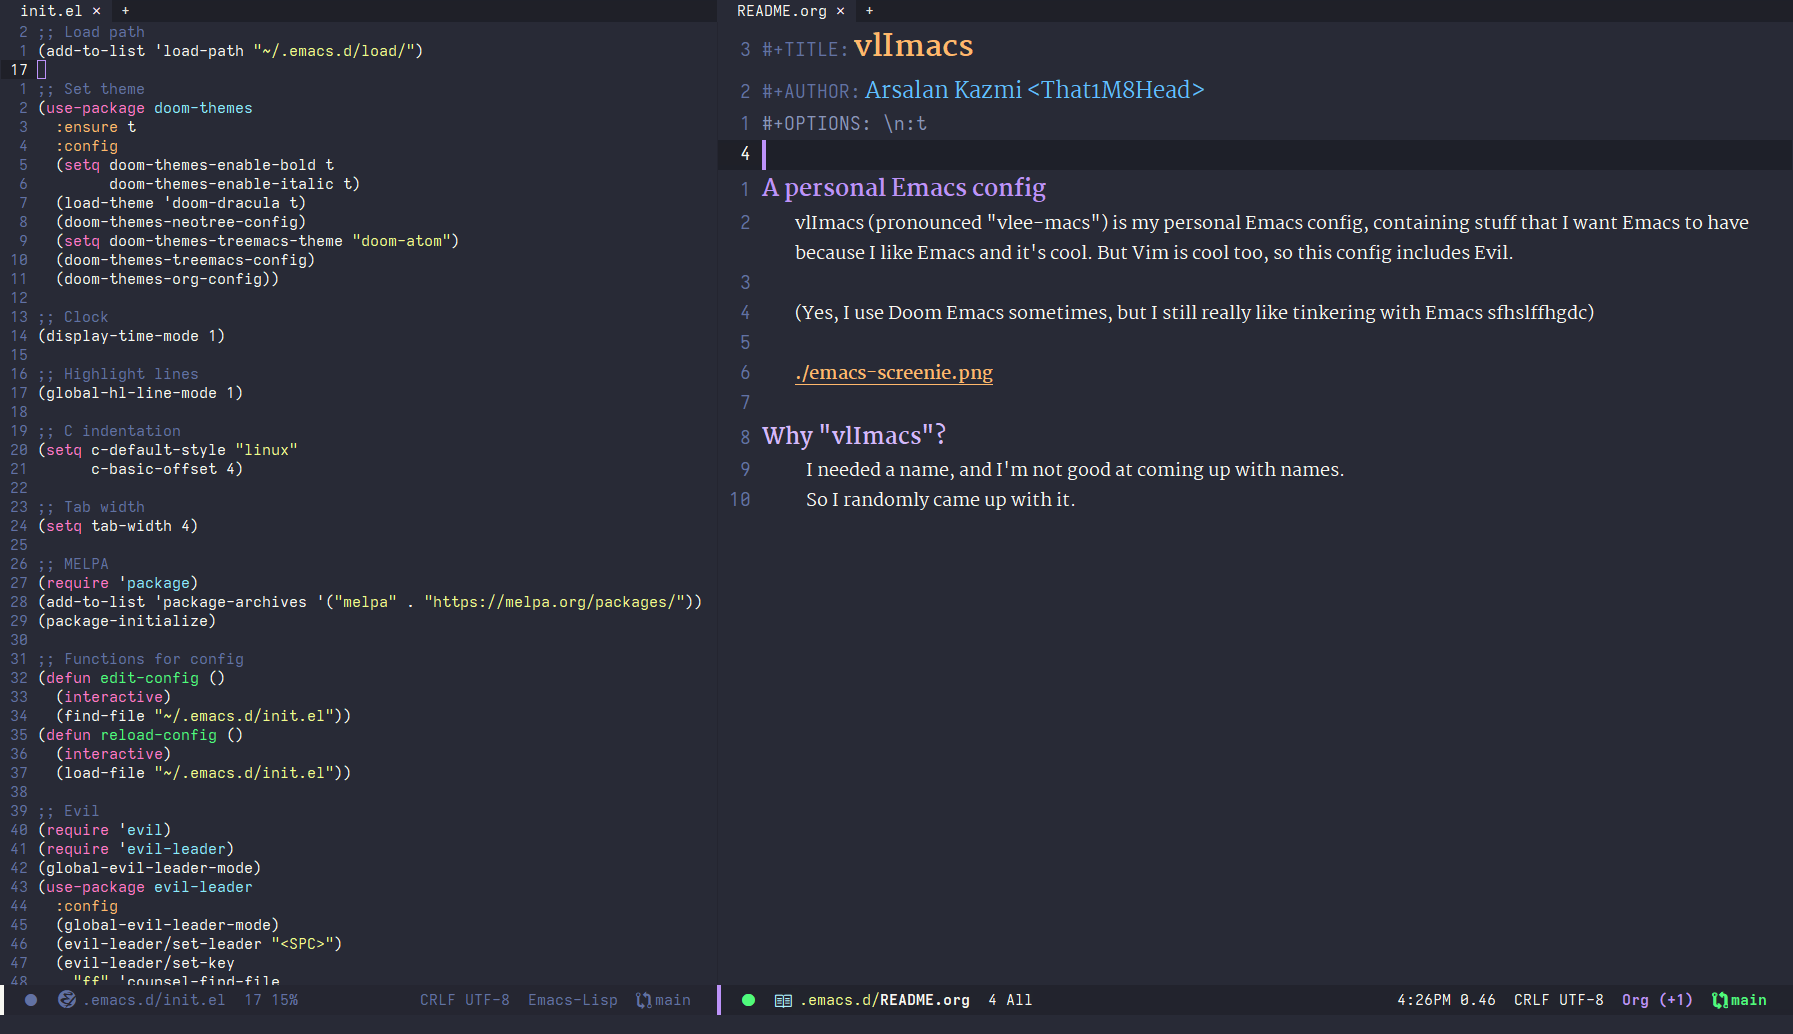 init.el × +
2 ;; Load path
1 (add-to-list 'load-path "~/.emacs.d/load/")
17
1 ;; Set theme
2 (use-package doom-themes
3   :ensure t
4   :config
5   (setq doom-themes-enable-bold t
6         doom-themes-enable-italic t)
7   (load-theme 'doom-dracula t)
8   (doom-themes-neotree-config)
9   (setq doom-themes-treemacs-theme "doom-atom")
10   (doom-themes-treemacs-config)
11   (doom-themes-org-config))
12
13 ;; Clock
14 (display-time-mode 1)
15
16 ;; Highlight lines
17 (global-hl-line-mode 1)
18
19 ;; C indentation
20 (setq c-default-style "linux"
21       c-basic-offset 4)
22
23 ;; Tab width
24 (setq tab-width 4)
25
26 ;; MELPA
27 (require 'package)
28 (add-to-list 'package-archives '("melpa" . "https://melpa.org/packages/"))
29 (package-initialize)
30
31 ;; Functions for config
32 (defun edit-config ()
33   (interactive)
34   (find-file "~/.emacs.d/init.el"))
35 (defun reload-config ()
36   (interactive)
37   (load-file "~/.emacs.d/init.el"))
38
39 ;; Evil
40 (require 'evil)
41 (require 'evil-leader)
42 (global-evil-leader-mode)
43 (use-package evil-leader
44   :config
45   (global-evil-leader-mode)
46   (evil-leader/set-leader "<SPC>")
47   (evil-leader/set-key
48     "ff" 'counsel-find-file
.emacs.d/init.el 17 15% CRLF UTF-8 Emacs-Lisp main
README.org × +
3 #+TITLE: vlImacs
2 #+AUTHOR: Arsalan Kazmi <That1M8Head>
1 #+OPTIONS: \n:t
4
1 A personal Emacs config
2 vlImacs (pronounced "vlee-macs") is my personal Emacs config, containing stuff that I want Emacs to have
because I like Emacs and it's cool. But Vim is cool too, so this config includes Evil.
3
4 (Yes, I use Doom Emacs sometimes, but I still really like tinkering with Emacs sfhslffhgdc)
5
6 ./emacs-screenie.png
7
8 Why "vlImacs"?
9 I needed a name, and I'm not good at coming up with names.
10 So I randomly came up with it.
.emacs.d/README.org 4 All 4:26PM 0.46 CRLF UTF-8 Org (+1) main